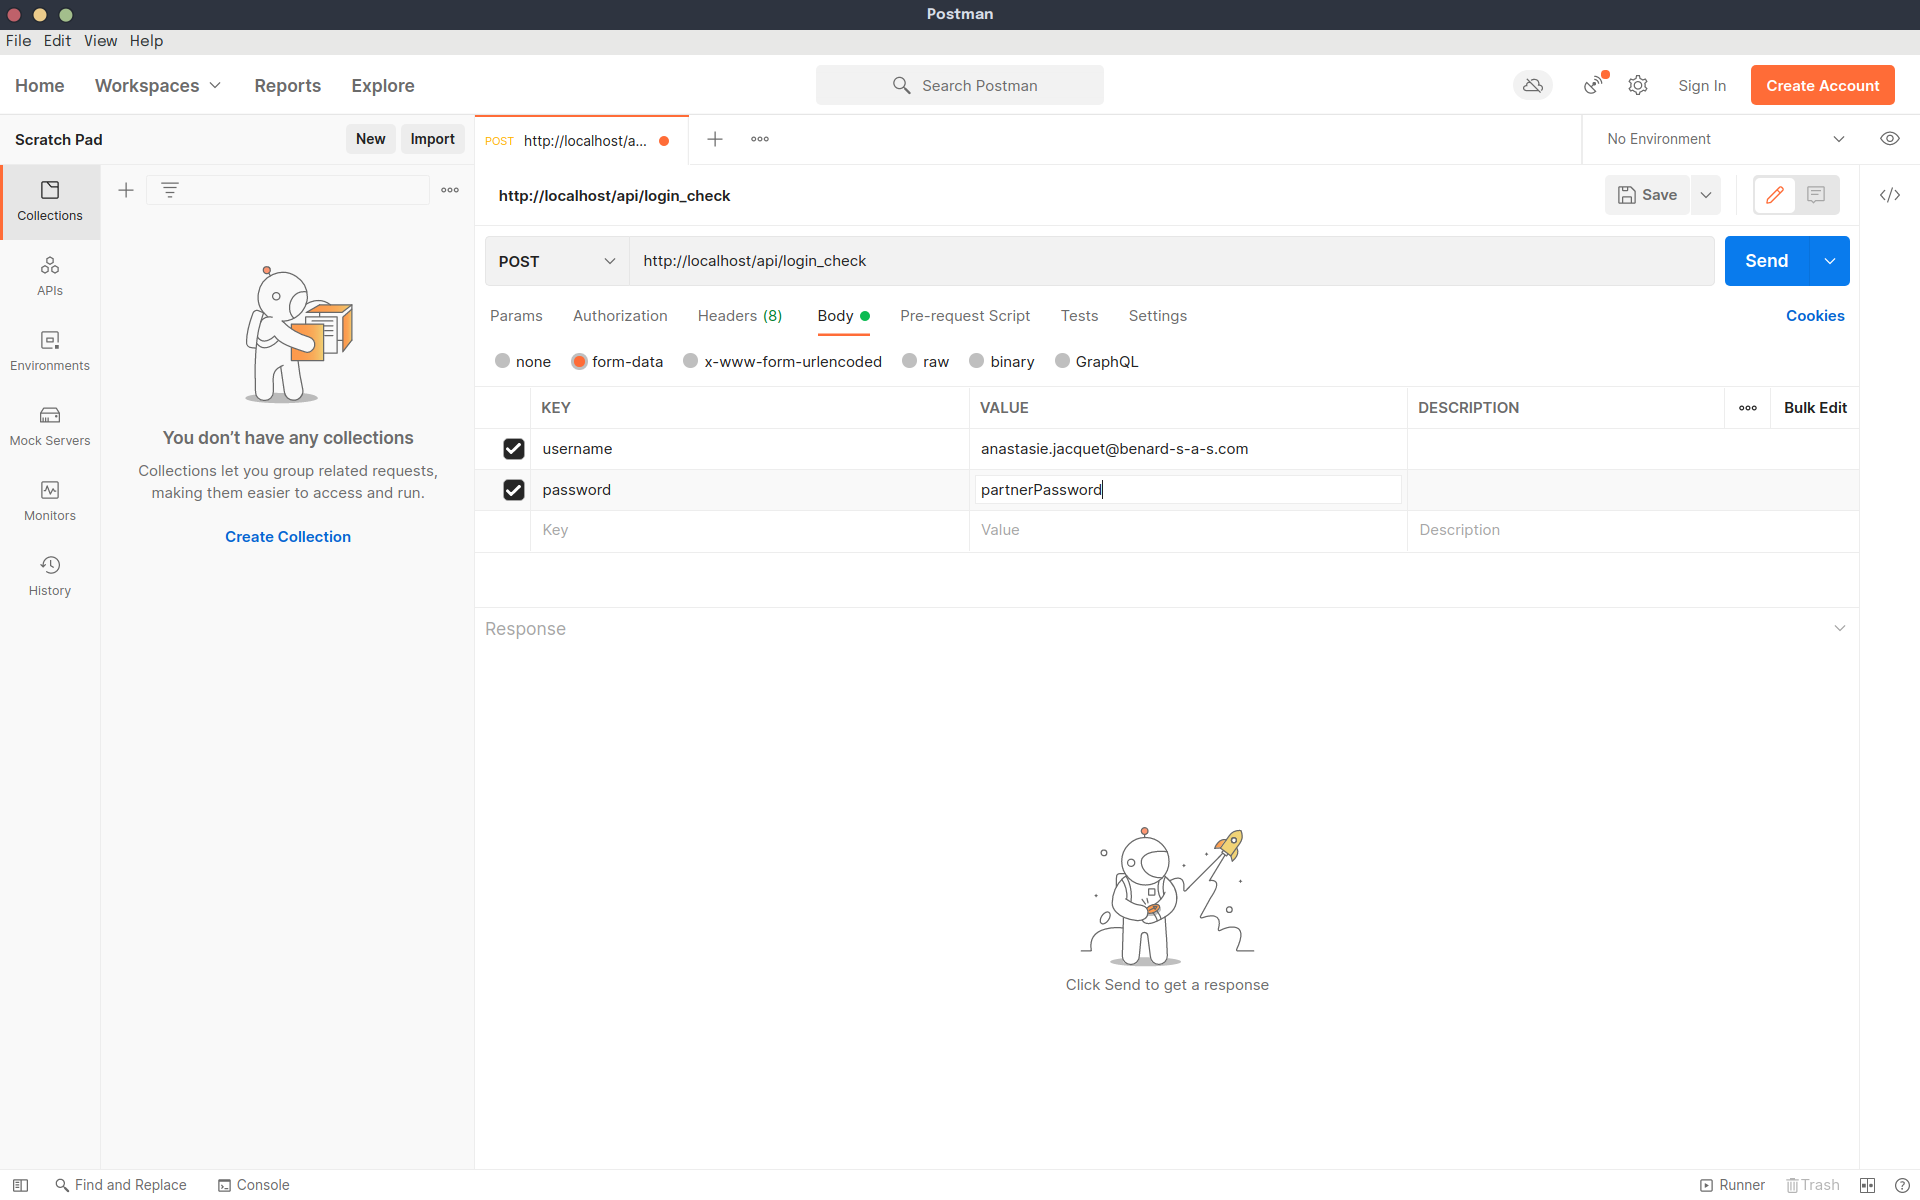 Postman
File Edit View Help
Home Workspaces Reports Explore Search Postman Sign In Create Account
Scratch Pad New Import POST http://localhost/a... No Environment
Collections
http://localhost/api/login_check Save
APIs
POST http://localhost/api/login_check Send
Params Authorization Headers (8) Body Pre-request Script Tests Settings Cookies
Environments
none form-data x-www-form-urlencoded raw binary GraphQL
KEY VALUE DESCRIPTION Bulk Edit
Mock Servers
You don't have any collections
username anastasie.jacquet@benard-s-a-s.com
Collections let you group related requests,
making them easier to access and run.
password partnerPassword
Monitors
Key Value Description
Create Collection
History
Response
Click Send to get a response
Find and Replace Console Runner Trash